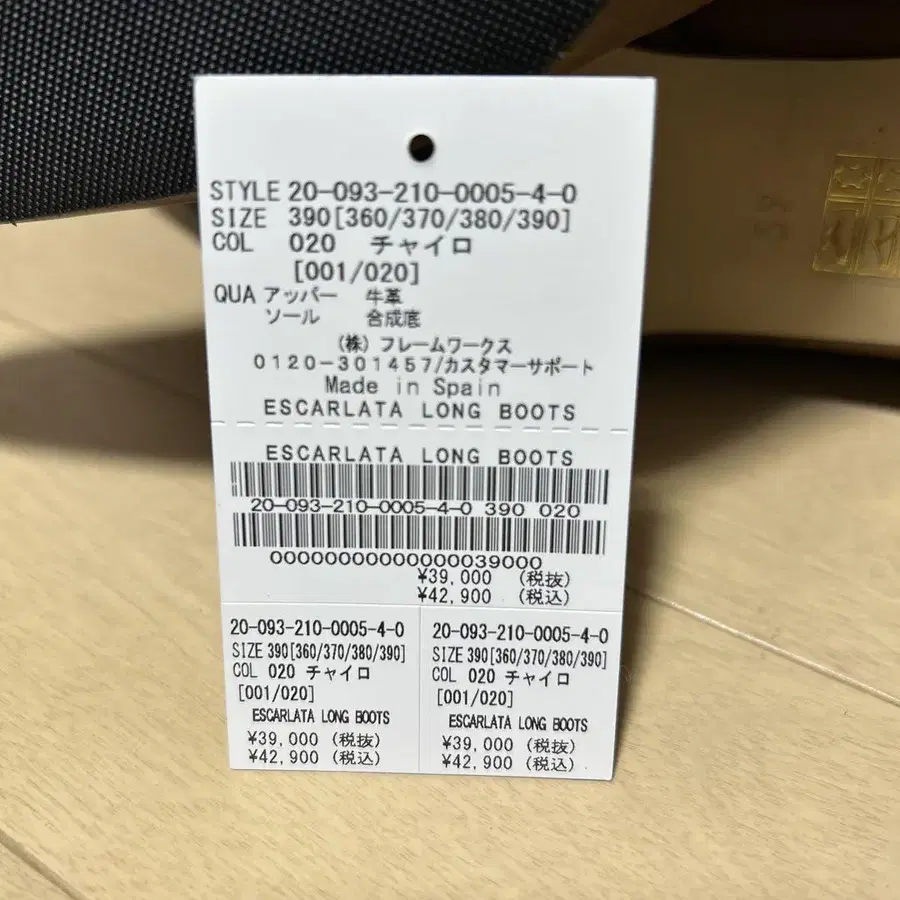 STYLE 20-093-210-0005-4-0
SIZE 390[360/370/380/390]
COL 020 チャイロ
[001/020]
QUA アッパー 牛革
ソール 合成底
(株) フレームワークス
0120-301457/カスタマーサポート
Made in Spain
ESCARLATA LONG BOOTS
ESCARLATA LONG BOOTS
20-093-210-0005-4-0 390 020
00000000000000039000
¥39,000 (税抜)
¥42,900 (税込)
20-093-210-0005-4-0
SIZE 390[360/370/380/390]
COL 020 チャイロ
[001/020]
ESCARLATA LONG BOOTS
¥39,000 (税抜)
¥42,900 (税込)
20-093-210-0005-4-0
SIZE 390[360/370/380/390]
COL 020 チャイロ
[001/020]
ESCARLATA LONG BOOTS
¥39,000 (税抜)
¥42,900 (税込)